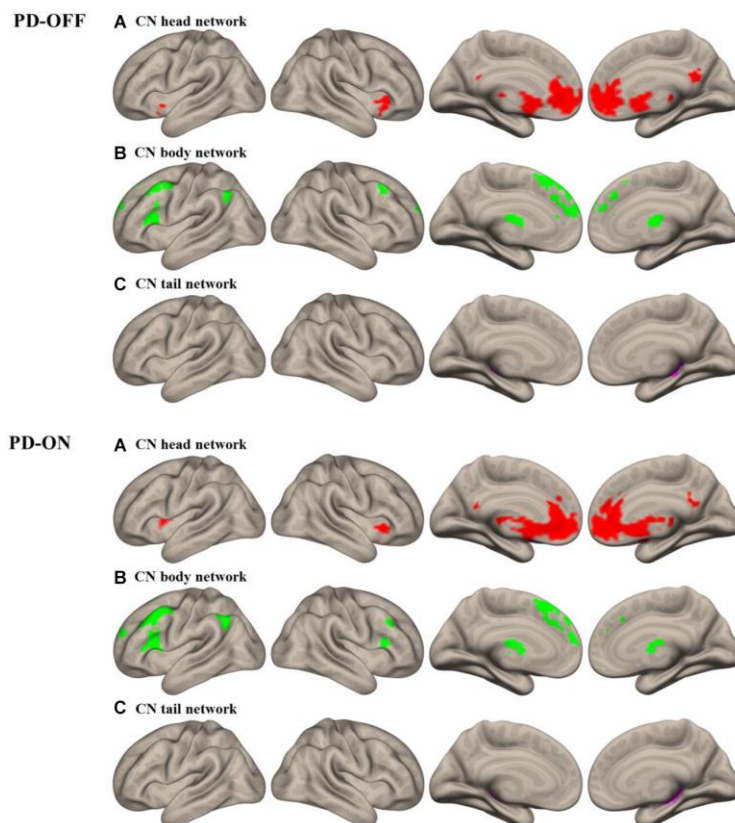 PD-OFF
A CN head network
B CN body network
C CN tail network
PD-ON
A CN head network
B CN body network
C CN tail network